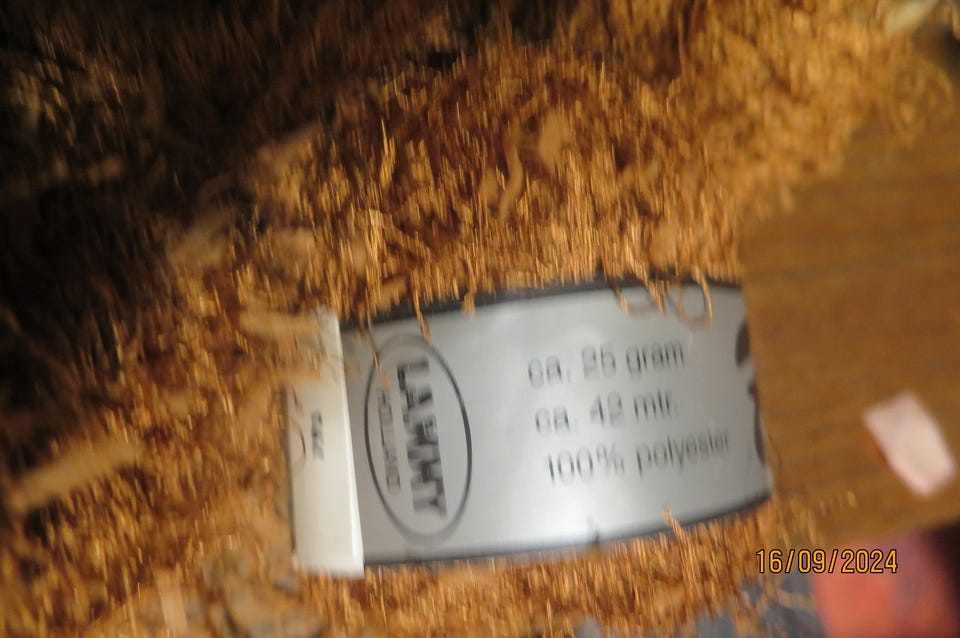 LAMMY
HOLLAND
ca. 25 gram
ca. 42 mtr.
100% polyester
16/09/2024